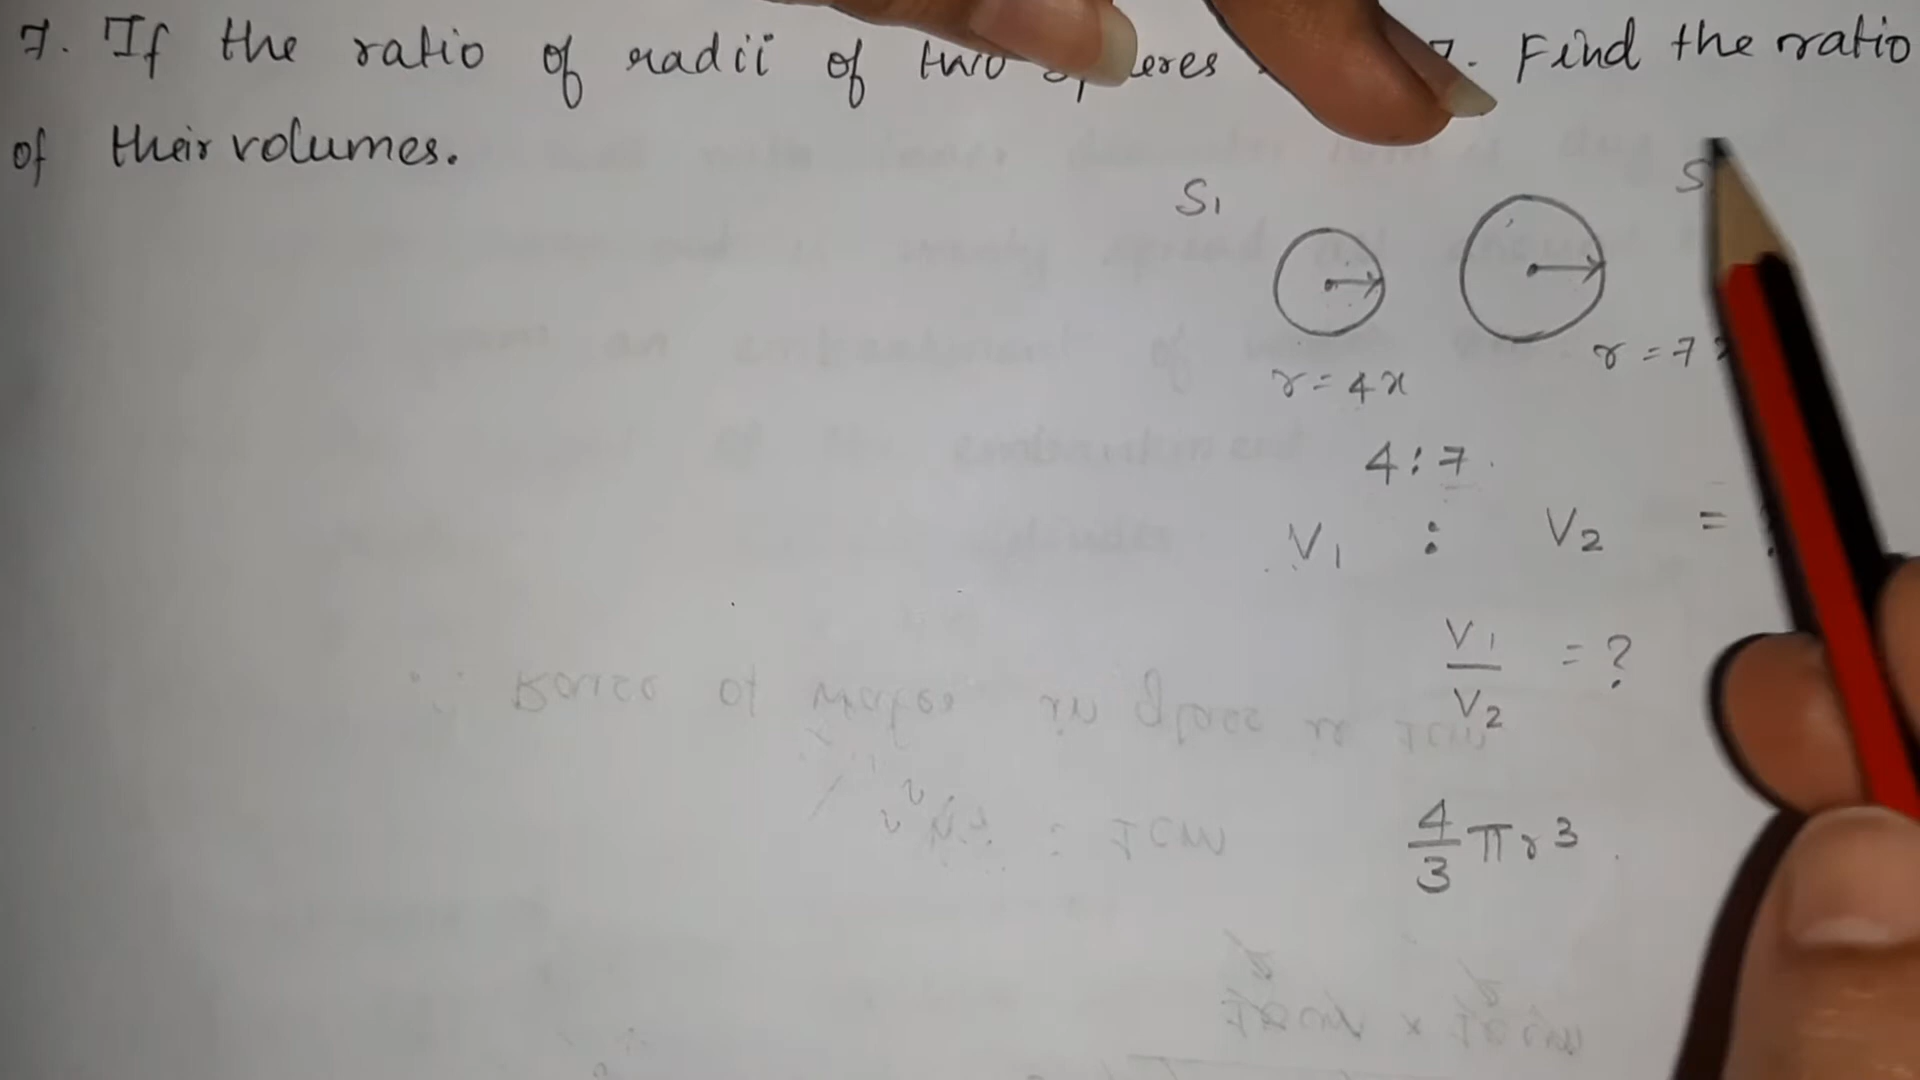 7. If the ratio of radii of two 7. Find the ratio
of their volumes.
S1 S
r = 4x r = 7
4 : 7
V1 : V2 =
V1/V2 = ?
4/3 πr³